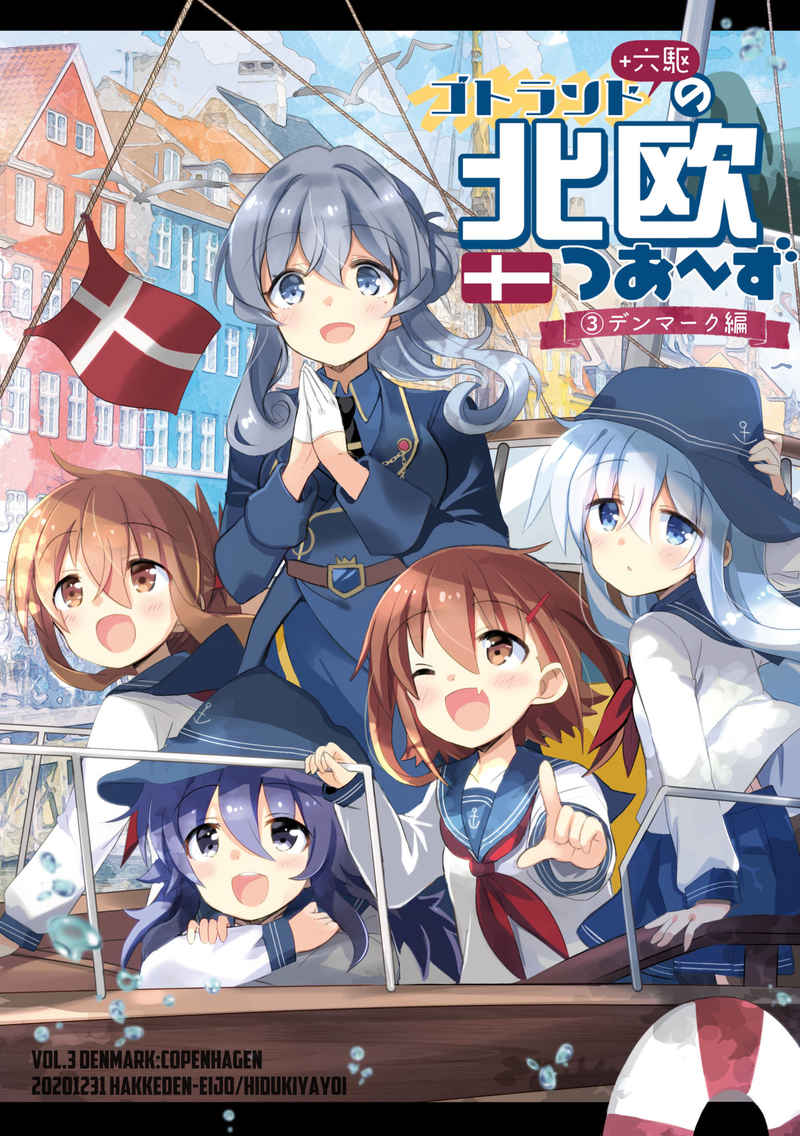 +六駆
ゴトランドの
北欧
つあ～ず
③デンマーク編
VOL.3 DENMARK:COPENHAGEN
20201231 HAKKEDEN-EIJO/HIDUKIYAYOI